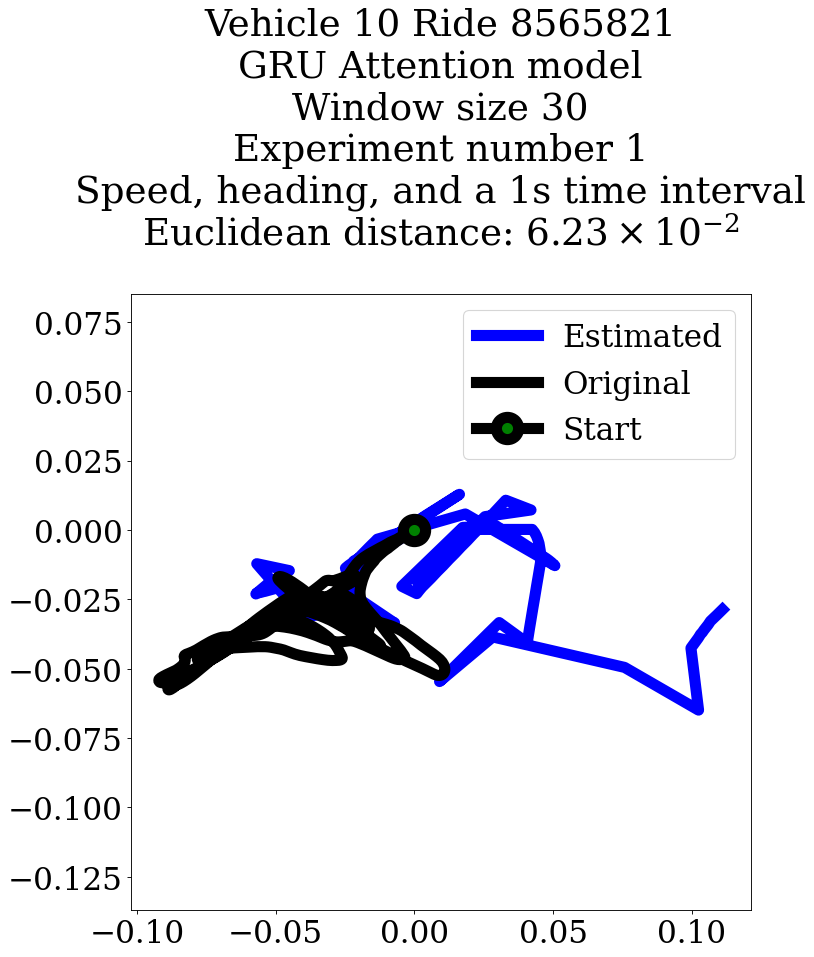 Vehicle 10 Ride 8565821
GRU Attention model
Window size 30
Experiment number 1
Speed, heading, and a 1s time interval
Euclidean distance: 6.23 × 10⁻²
Estimated
Original
Start
0.075
0.050
0.025
0.000
−0.025
−0.050
−0.075
−0.100
−0.125
−0.10 −0.05 0.00 0.05 0.10